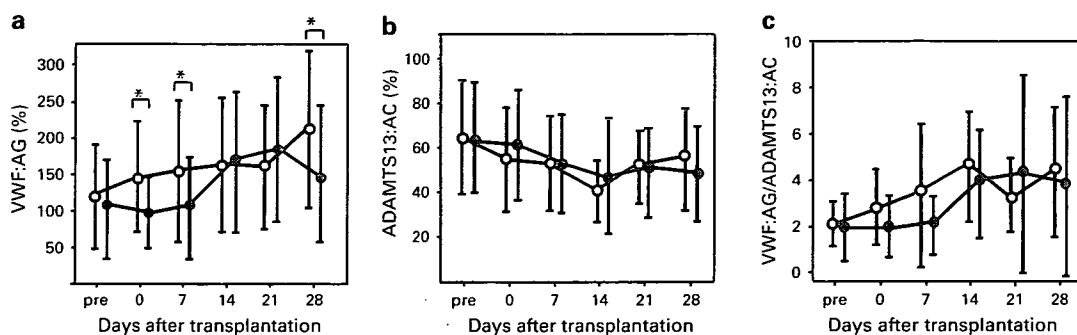 a
*
*
*
300
250
200
150
100
50
VWF:AG (%)
pre 0 7 14 21 28
Days after transplantation
b
100
80
60
40
20
0
ADAMTS13:AC (%)
pre 0 7 14 21 28
Days after transplantation
c
10
8
6
4
2
0
VWF:AG/ADAMTS13:AC
pre 0 7 14 21 28
Days after transplantation